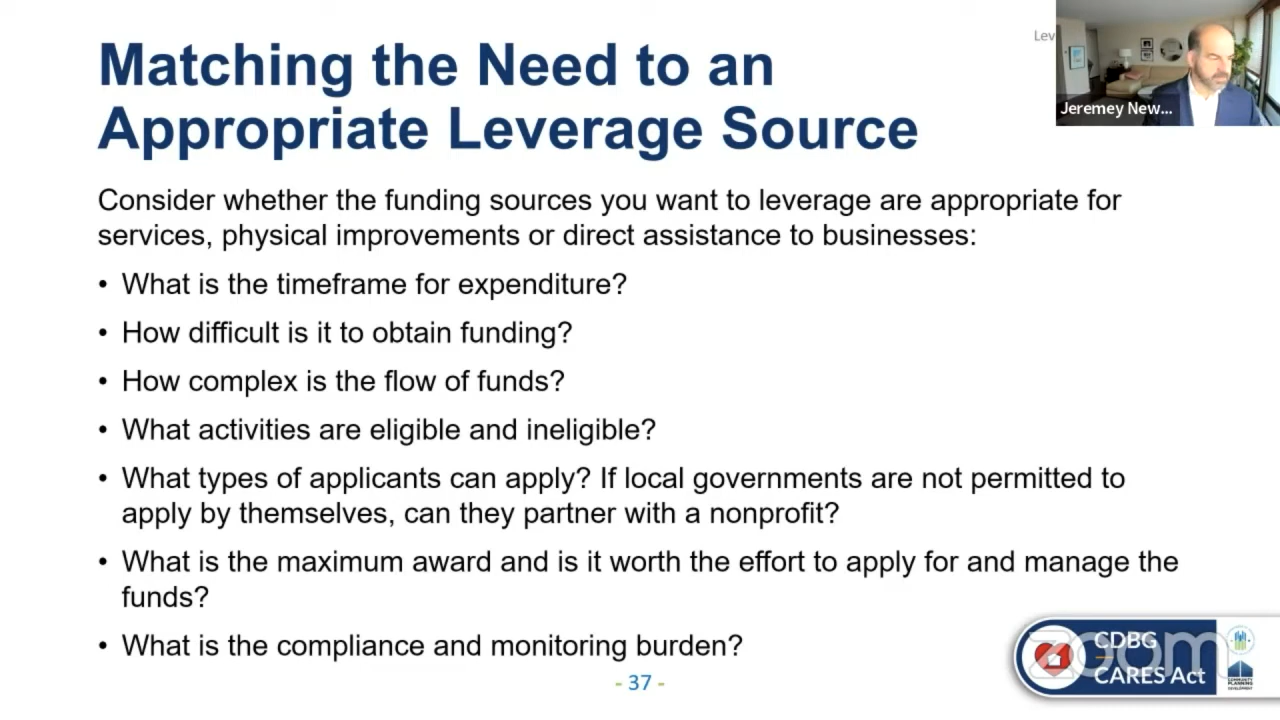 Matching the Need to an
Appropriate Leverage Source
Lev
Jeremey New...
Consider whether the funding sources you want to leverage are appropriate for
services, physical improvements or direct assistance to businesses:
• What is the timeframe for expenditure?
• How difficult is it to obtain funding?
• How complex is the flow of funds?
• What activities are eligible and ineligible?
• What types of applicants can apply? If local governments are not permitted to
apply by themselves, can they partner with a nonprofit?
• What is the maximum award and is it worth the effort to apply for and manage the
funds?
• What is the compliance and monitoring burden?
- 37 -
zoom
CDBG
CARES Act
COMMUNITY
PLANNING
DEVELOPMENT